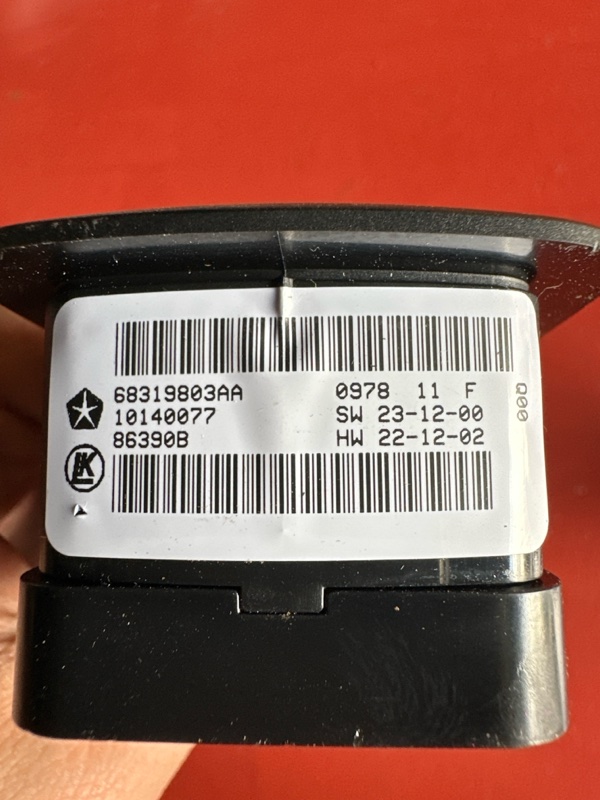 68319803AA 0978 11 F
10140077 SW 23-12-00
86390B HW 22-12-02
Q00
K